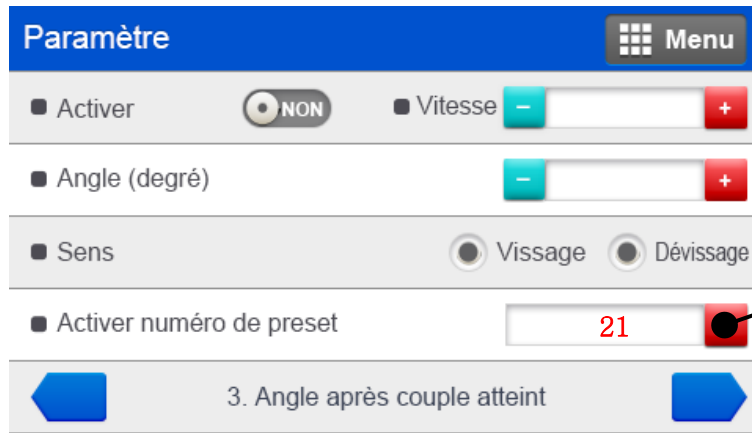 Paramètre Menu
Activer NON Vitesse − +
Angle (degré) − +
Sens Vissage Dévissage
Activer numéro de preset 21
3. Angle après couple atteint